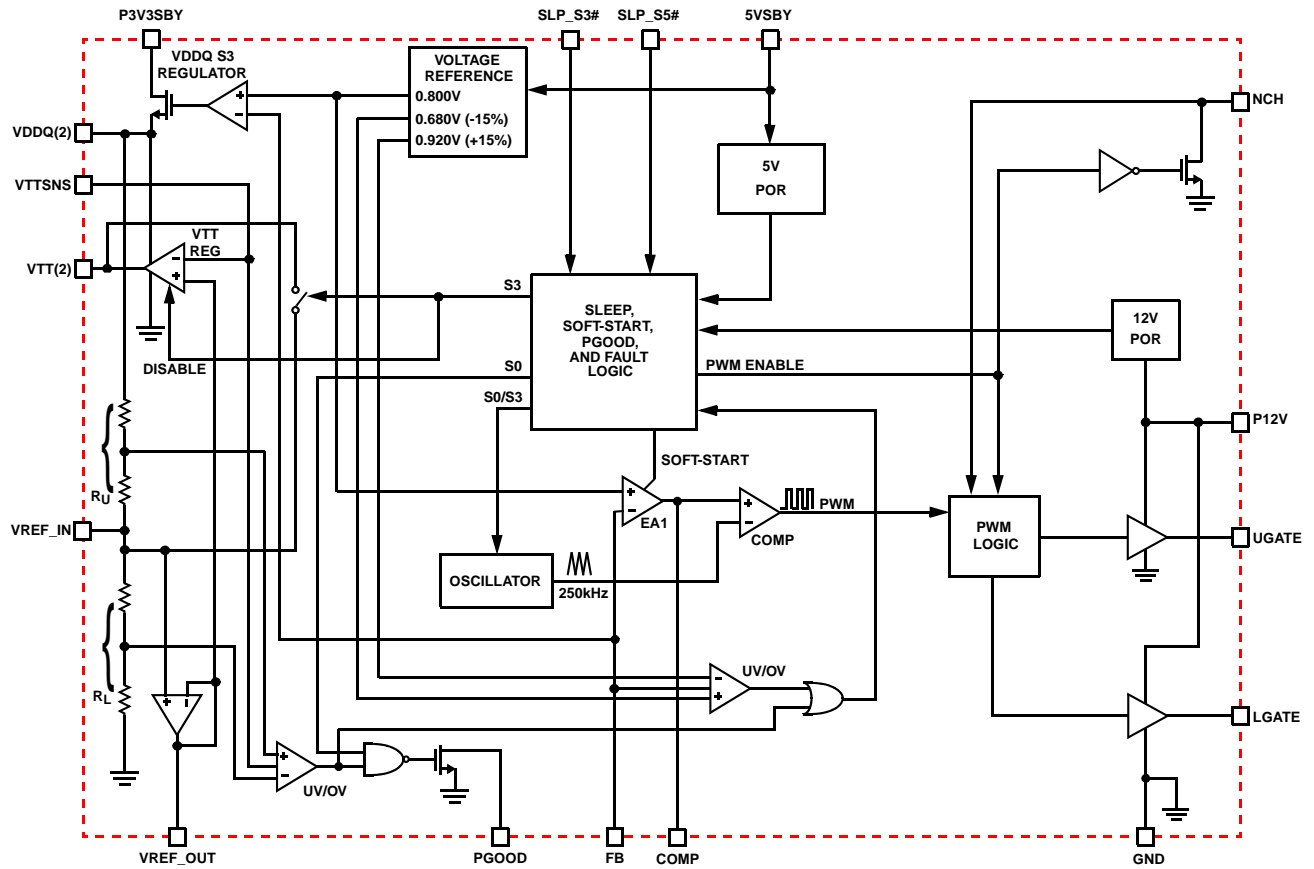 P3V3SBY
SLP_S3#
SLP_S5#
5VSBY
VDDQ S3
REGULATOR
VOLTAGE
REFERENCE
0.800V
0.680V (-15%)
0.920V (+15%)
+
−
NCH
VDDQ(2)
5V
POR
VTTSNS
VTT
REG
VTT(2)
−
+
S3
SLEEP,
SOFT-START,
PGOOD,
AND FAULT
LOGIC
12V
POR
DISABLE
S0
PWM ENABLE
S0/S3
P12V
SOFT-START
RU
+
−
EA1
+
−
COMP
PWM
VREF_IN
PWM
LOGIC
UGATE
OSCILLATOR
250kHz
RL
+
−
UV/OV
−
+
LGATE
+
−
UV/OV
VREF_OUT
PGOOD
FB
COMP
GND